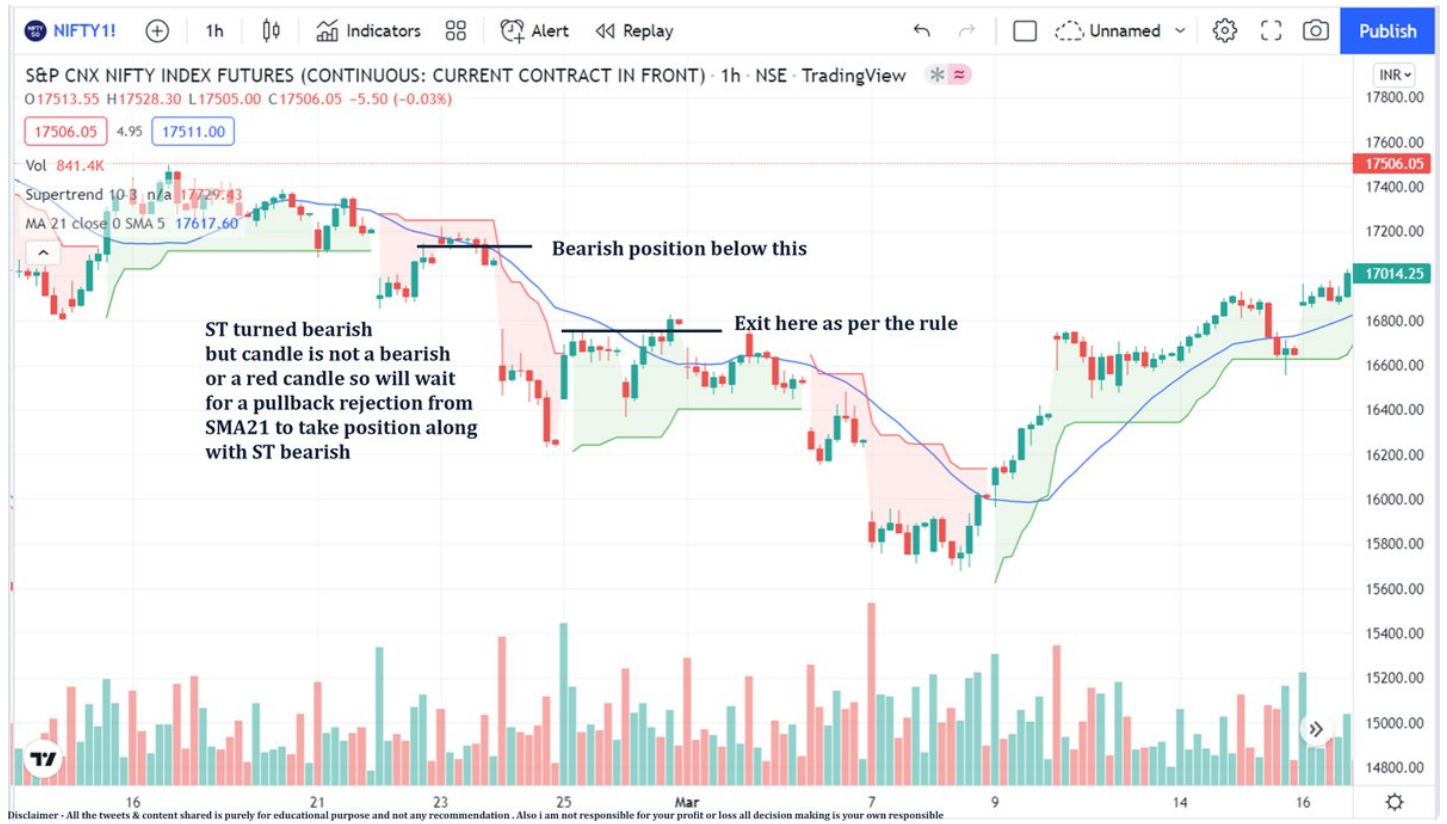 NIFTY 50 NIFTY1! 1h Indicators Alert Replay Unnamed Publish
S&P CNX NIFTY INDEX FUTURES (CONTINUOUS: CURRENT CONTRACT IN FRONT) · 1h · NSE · TradingView
INR
O17513.55 H17528.30 L17505.00 C17506.05 −5.50 (−0.03%)
17506.05 4.95 17511.00
Vol 841.4K
Supertrend 10 3 n/a 17729.43
MA 21 close 0 SMA 5 17617.60
17800.00
17600.00
17506.05
17400.00
17200.00
17014.25
16800.00
16600.00
16400.00
16200.00
16000.00
15800.00
15600.00
15400.00
15200.00
15000.00
14800.00
Bearish position below this
Exit here as per the rule
ST turned bearish
but candle is not a bearish
or a red candle so will wait
for a pullback rejection from
SMA21 to take position along
with ST bearish
16 21 23 25 Mar 7 9 14 16
Disclaimer - All the tweets & content shared is purely for educational purpose and not any recommendation . Also i am not responsible for your profit or loss all decision making is your own responsible